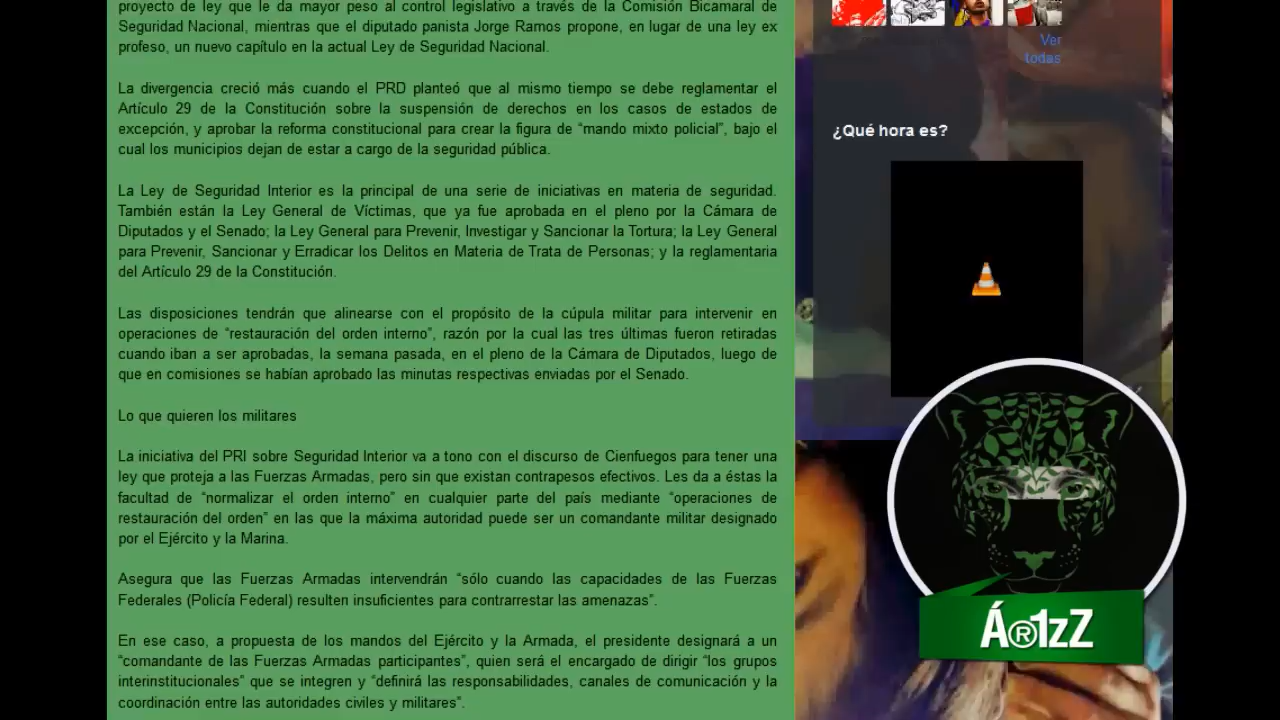 proyecto de ley que le da mayor peso al control legislativo a través de la Comisión Bicamaral de
Seguridad Nacional, mientras que el diputado panista Jorge Ramos propone, en lugar de una ley ex
profeso, un nuevo capítulo en la actual Ley de Seguridad Nacional.
La divergencia creció más cuando el PRD planteó que al mismo tiempo se debe reglamentar el
Artículo 29 de la Constitución sobre la suspensión de derechos en los casos de estados de
excepción, y aprobar la reforma constitucional para crear la figura de “mando mixto policial”, bajo el
cual los municipios dejan de estar a cargo de la seguridad pública.
La Ley de Seguridad Interior es la principal de una serie de iniciativas en materia de seguridad.
También están la Ley General de Víctimas, que ya fue aprobada en el pleno por la Cámara de
Diputados y el Senado; la Ley General para Prevenir, Investigar y Sancionar la Tortura; la Ley General
para Prevenir, Sancionar y Erradicar los Delitos en Materia de Trata de Personas; y la reglamentaria
del Artículo 29 de la Constitución.
Las disposiciones tendrán que alinearse con el propósito de la cúpula militar para intervenir en
operaciones de “restauración del orden interno”, razón por la cual las tres últimas fueron retiradas
cuando iban a ser aprobadas, la semana pasada, en el pleno de la Cámara de Diputados, luego de
que en comisiones se habían aprobado las minutas respectivas enviadas por el Senado.
Lo que quieren los militares
La iniciativa del PRI sobre Seguridad Interior va a tono con el discurso de Cienfuegos para tener una
ley que proteja a las Fuerzas Armadas, pero sin que existan contrapesos efectivos. Les da a éstas la
facultad de “normalizar el orden interno” en cualquier parte del país mediante “operaciones de
restauración del orden” en las que la máxima autoridad puede ser un comandante militar designado
por el Ejército y la Marina.
Asegura que las Fuerzas Armadas intervendrán “sólo cuando las capacidades de las Fuerzas
Federales (Policía Federal) resulten insuficientes para contrarrestar las amenazas”.
En ese caso, a propuesta de los mandos del Ejército y la Armada, el presidente designará a un
“comandante de las Fuerzas Armadas participantes”, quien será el encargado de dirigir “los grupos
interinstitucionales” que se integren y “definirá las responsabilidades, canales de comunicación y la
coordinación entre las autoridades civiles y militares”.
Ver
todas
¿Qué hora es?
Á®1zZ